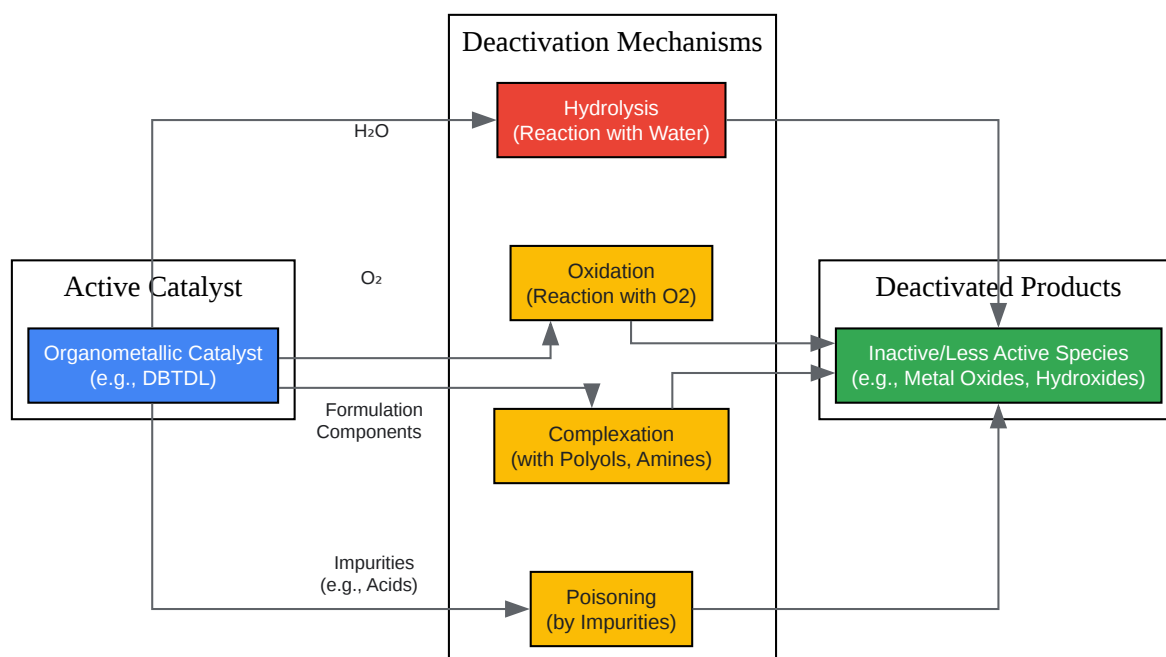 Deactivation Mechanisms
Hydrolysis
(Reaction with Water)
H₂O
Active Catalyst
Organometallic Catalyst
(e.g., DBTDL)
O₂
Oxidation
(Reaction with O2)
Formulation
Components
Complexation
(with Polyols, Amines)
Impurities
(e.g., Acids)
Poisoning
(by Impurities)
Deactivated Products
Inactive/Less Active Species
(e.g., Metal Oxides, Hydroxides)